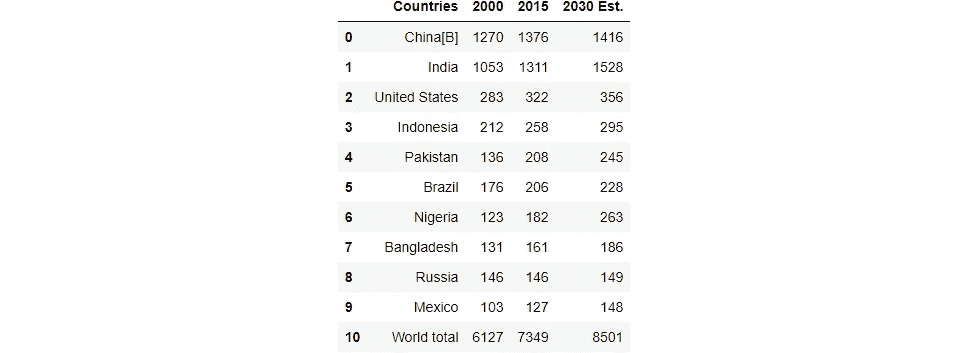 Countries 2000 2015 2030 Est.
0 China[B] 1270 1376 1416
1 India 1053 1311 1528
2 United States 283 322 356
3 Indonesia 212 258 295
4 Pakistan 136 208 245
5 Brazil 176 206 228
6 Nigeria 123 182 263
7 Bangladesh 131 161 186
8 Russia 146 146 149
9 Mexico 103 127 148
10 World total 6127 7349 8501